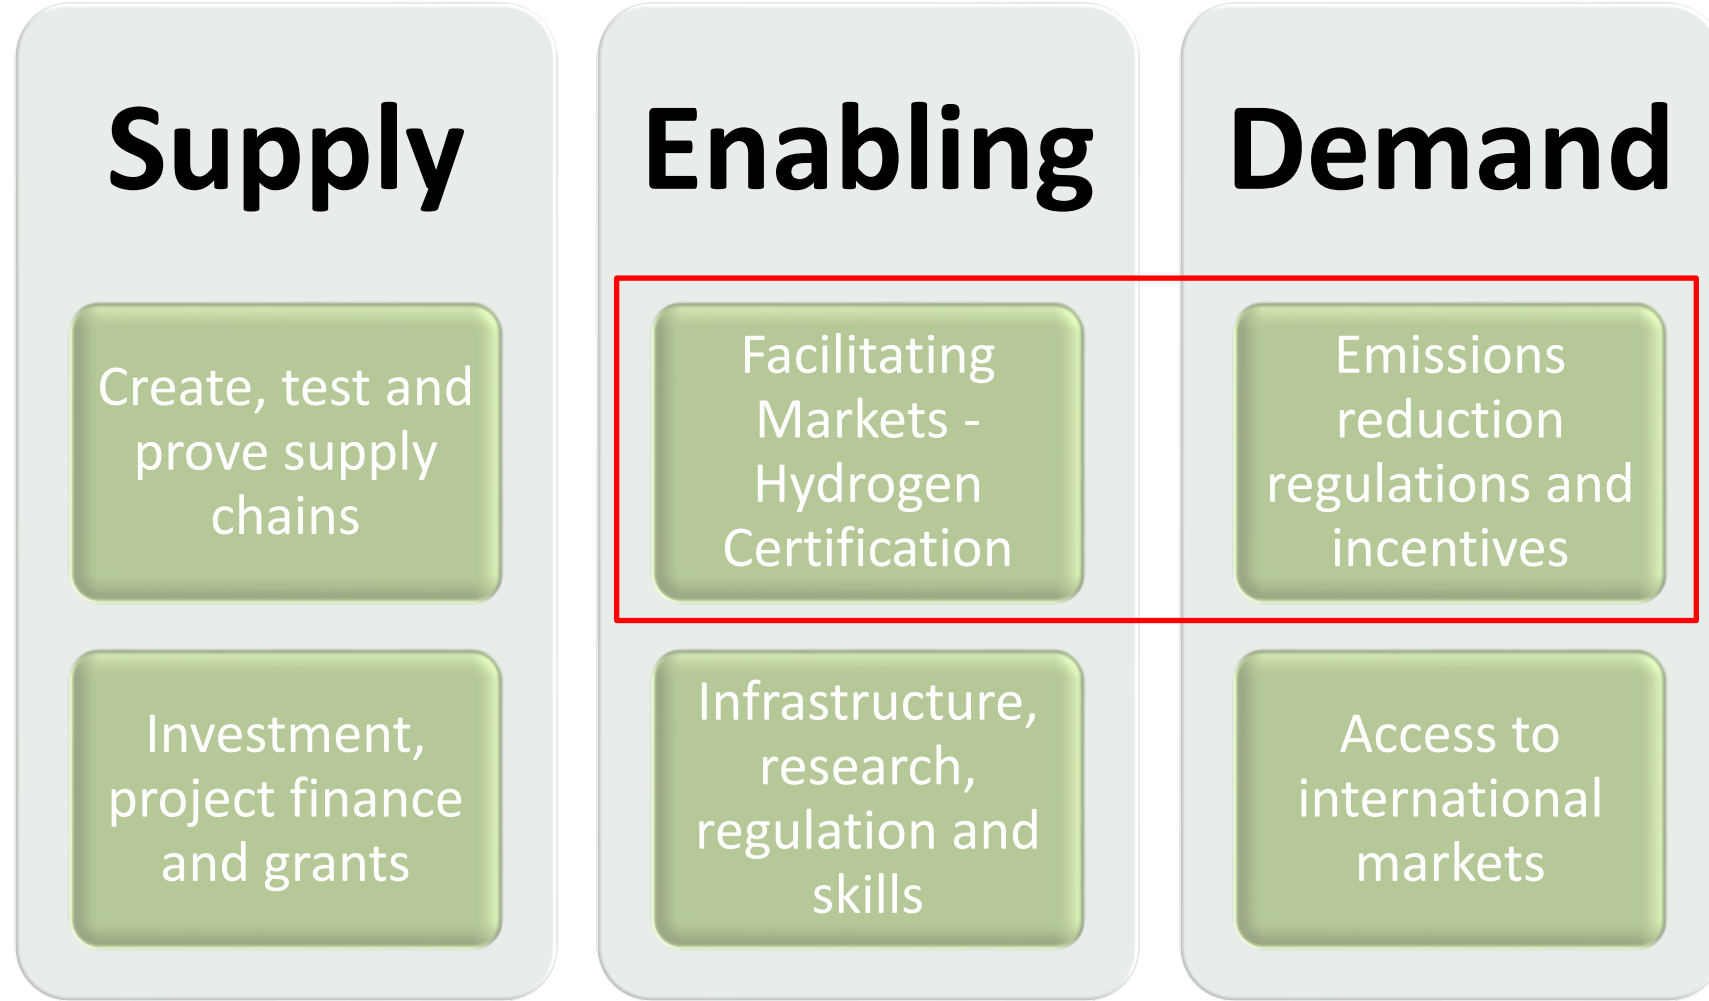 Supply
Create, test and
prove supply
chains
Investment,
project finance
and grants
Enabling
Facilitating
Markets -
Hydrogen
Certification
Infrastructure,
research,
regulation and
skills
Demand
Emissions
reduction
regulations and
incentives
Access to
international
markets